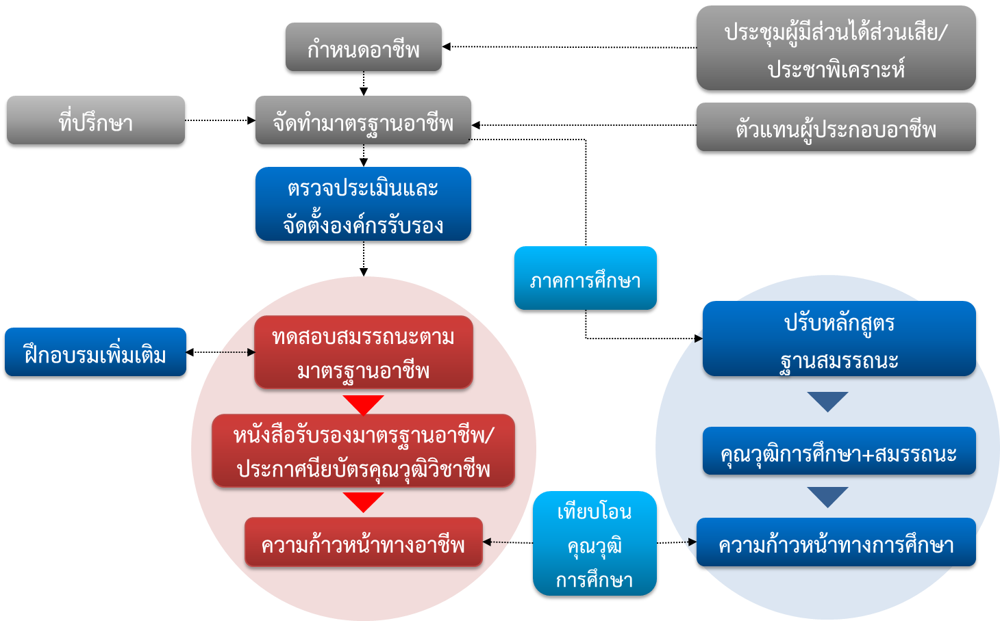 กำหนดอาชีพ
ประชุมผู้มีส่วนได้ส่วนเสีย/
ประชาพิเคราะห์
ที่ปรึกษา
จัดทำมาตรฐานอาชีพ
ตัวแทนผู้ประกอบอาชีพ
ตรวจประเมินและ
จัดตั้งองค์กรรับรอง
ภาคการศึกษา
ฝึกอบรมเพิ่มเติม
ทดสอบสมรรถนะตาม
มาตรฐานอาชีพ
ปรับหลักสูตร
ฐานสมรรถนะ
หนังสือรับรองมาตรฐานอาชีพ/
ประกาศนียบัตรคุณวุฒิวิชาชีพ
คุณวุฒิการศึกษา+สมรรถนะ
ความก้าวหน้าทางอาชีพ
เทียบโอน
คุณวุฒิ
การศึกษา
ความก้าวหน้าทางการศึกษา